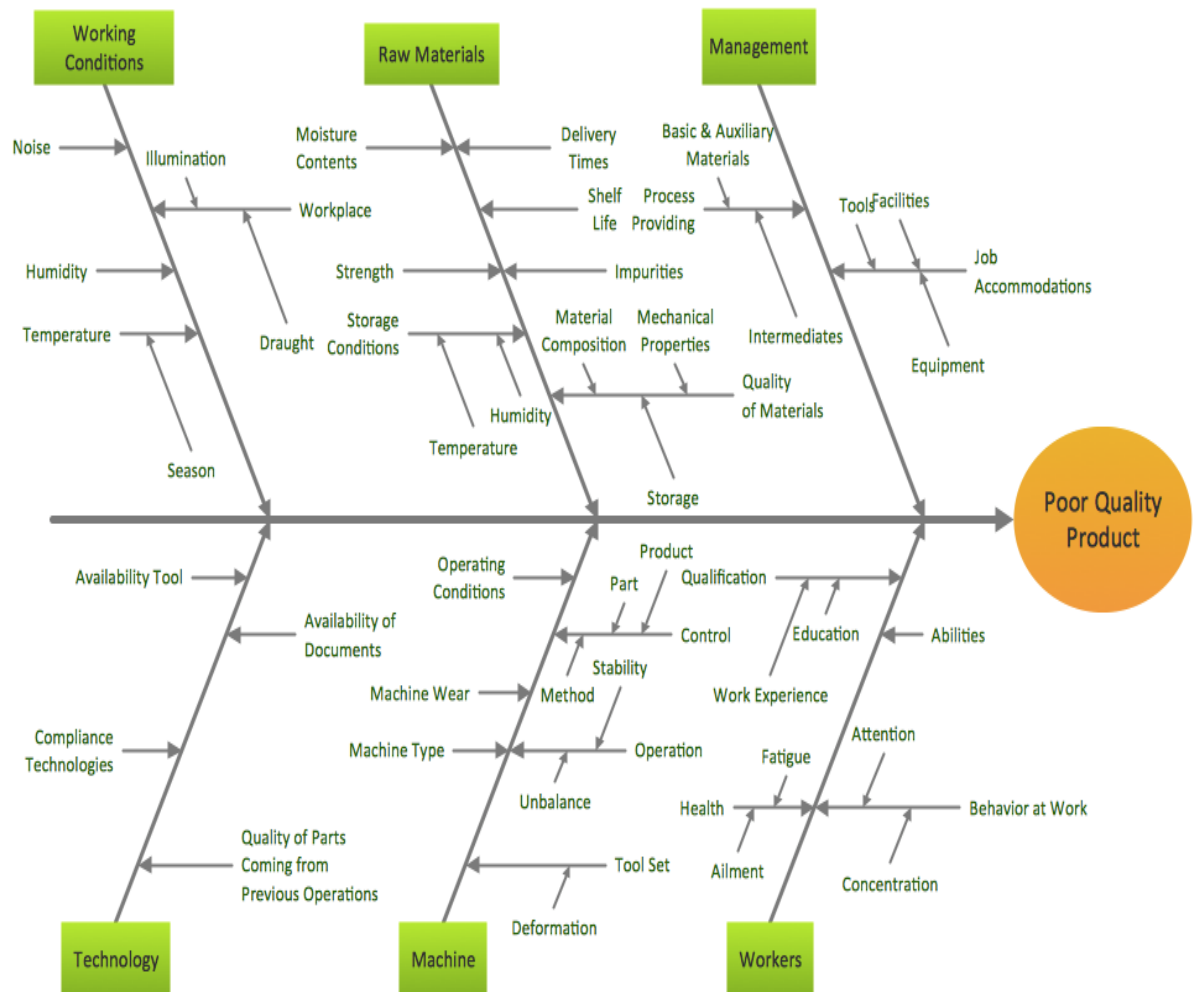 Working
Conditions
Raw Materials
Management
Noise
Illumination
Workplace
Humidity
Temperature
Draught
Season
Moisture
Contents
Delivery
Times
Shelf
Life
Strength
Impurities
Storage
Conditions
Material
Composition
Mechanical
Properties
Humidity
Temperature
Quality
of Materials
Storage
Basic & Auxiliary
Materials
Process
Providing
Intermediates
Tools
Facilities
Job
Accommodations
Equipment
Poor Quality
Product
Availability Tool
Availability of
Documents
Compliance
Technologies
Quality of Parts
Coming from
Previous Operations
Operating
Conditions
Product
Part
Control
Method
Stability
Machine Wear
Machine Type
Operation
Unbalance
Tool Set
Deformation
Qualification
Education
Abilities
Work Experience
Attention
Fatigue
Health
Behavior at Work
Ailment
Concentration
Technology
Machine
Workers